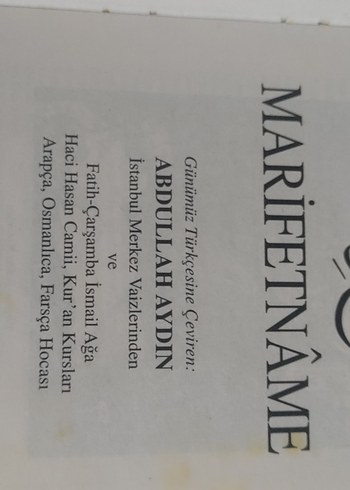 MARİFETNÂME
Günümüz Türkçesine Çeviren:
ABDULLAH AYDIN
İstanbul Merkez Vaizlerinden
ve
Fatih-Çarşamba İsmail Ağa
Haci Hasan Camii, Kur'an Kursları
Arapça, Osmanlıca, Farsça Hocası